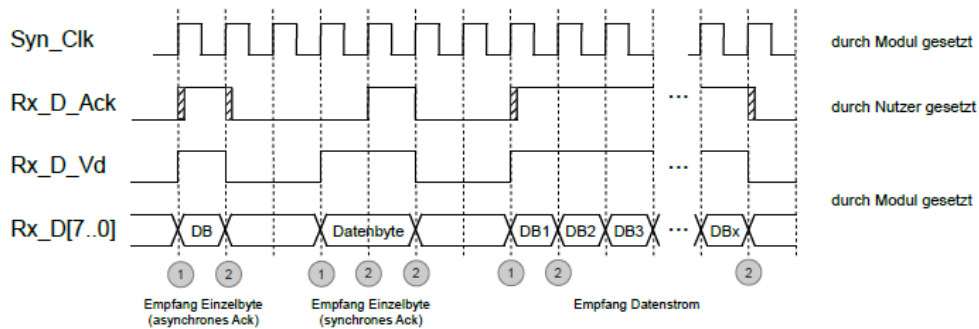 Syn_Clk
durch Modul gesetzt
Rx_D_Ack
...
durch Nutzer gesetzt
Rx_D_Vd
...
durch Modul gesetzt
Rx_D[7..0] DB Datenbyte DB1 DB2 DB3 ... DBx
1 2 1 2 2 1 2 2
Empfang Einzelbyte
(asynchrones Ack)
Empfang Einzelbyte
(synchrones Ack)
Empfang Datenstrom